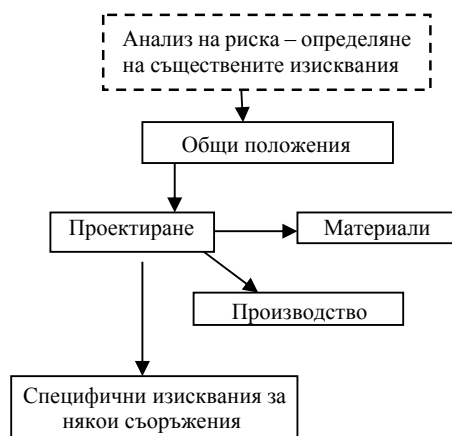 Анализ на риска – определяне
на съществените изисквания
Общи положения
Проектиране
Материали
Производство
Специфични изисквания за
някои съоръжения